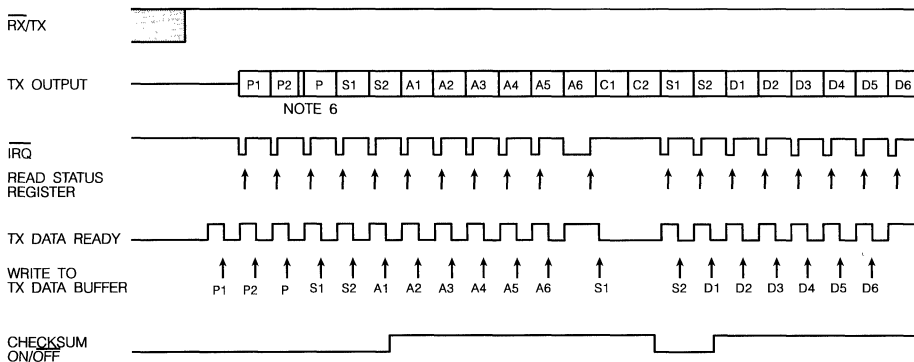 RX/TX
TX OUTPUT
P1 P2 P S1 S2 A1 A2 A3 A4 A5 A6 C1 C2 S1 S2 D1 D2 D3 D4 D5 D6
NOTE 6
IRQ
READ STATUS
REGISTER
TX DATA READY
WRITE TO
TX DATA BUFFER
P1 P2 P S1 S2 A1 A2 A3 A4 A5 A6 S1 S2 D1 D2 D3 D4 D5 D6
CHECKSUM
ON/OFF